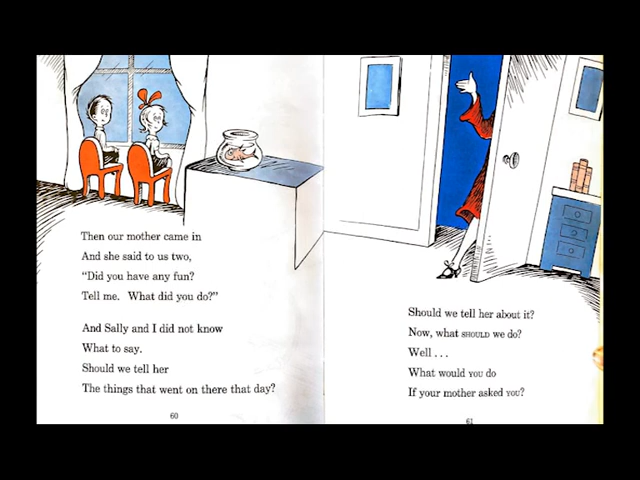 Then our mother came in
And she said to us two,
“Did you have any fun?
Tell me. What did you do?”
And Sally and I did not know
What to say.
Should we tell her
The things that went on there that day?
60
Should we tell her about it?
Now, what SHOULD we do?
Well . . .
What would YOU do
If your mother asked YOU?
61